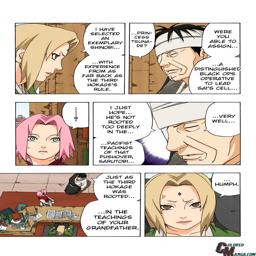 WERE
YOU
ABLE TO
ASSIGN...
...PRIN-
CESS
TSUNA-
DE?
...A
DISTINGUISHED
BLACK OPS
OPERATIVE
TO LEAD
SAI'S CELL...
I HAVE
SELECTED
AN
EXEMPLARY
SHINOBI...
...WITH
EXPERIENCE
FROM AS
FAR BACK
AS THE
THIRD
HOKAGE'S
RULE.
...VERY
WELL.
I JUST
HOPE...
HE'S NOT
ROOTED
TOO DEEPLY
IN THE...
...PACIFIST
TEACHINGS
OF THAT
PUSHOVER,
SARUTOBI.
...HUMPH.
JUST AS
THE THIRD
HOKAGE
WAS
ROOTED...
...IN THE
TEACHINGS
OF YOUR
GRANDFATHER.
COLORED
MANGA.COM